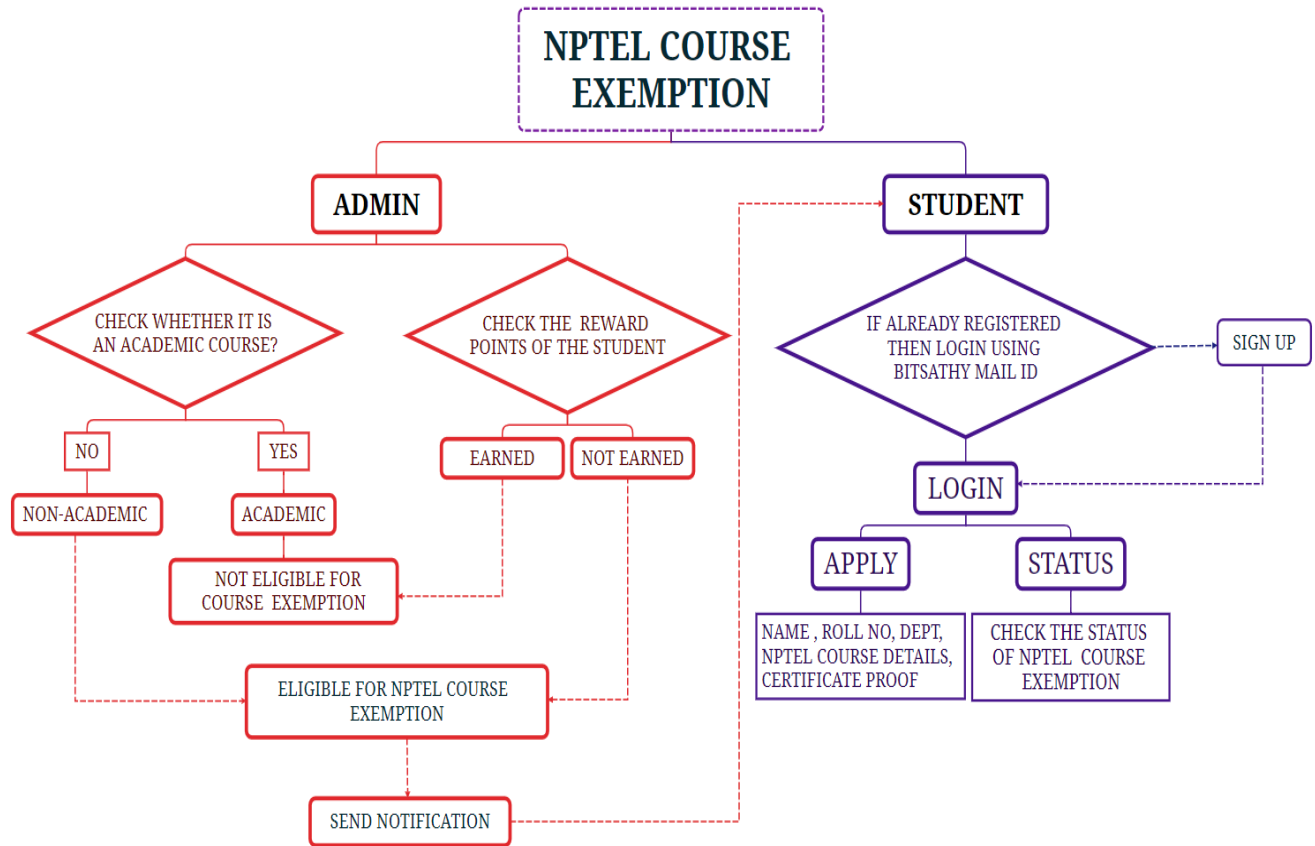 NPTEL COURSE
EXEMPTION
ADMIN
STUDENT
CHECK WHETHER IT IS
AN ACADEMIC COURSE?
CHECK THE REWARD
POINTS OF THE STUDENT
IF ALREADY REGISTERED
THEN LOGIN USING
BITSATHY MAIL ID
SIGN UP
NO
YES
EARNED
NOT EARNED
LOGIN
NON-ACADEMIC
ACADEMIC
APPLY
STATUS
NOT ELIGIBLE FOR
COURSE EXEMPTION
NAME , ROLL NO, DEPT,
NPTEL COURSE DETAILS,
CERTIFICATE PROOF
CHECK THE STATUS
OF NPTEL COURSE
EXEMPTION
ELIGIBLE FOR NPTEL COURSE
EXEMPTION
SEND NOTIFICATION